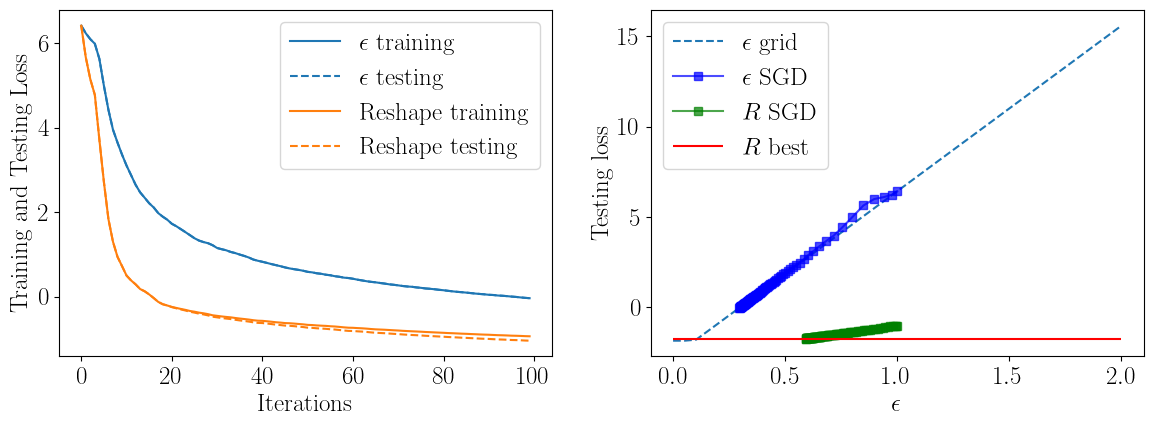 Training and Testing Loss
6
4
2
0
0
20
40
60
80
100
Iterations
ϵ training
ϵ testing
Reshape training
Reshape testing
Testing loss
15
10
5
0
0.0
0.5
1.0
1.5
2.0
ϵ
ϵ grid
ϵ SGD
R SGD
R best